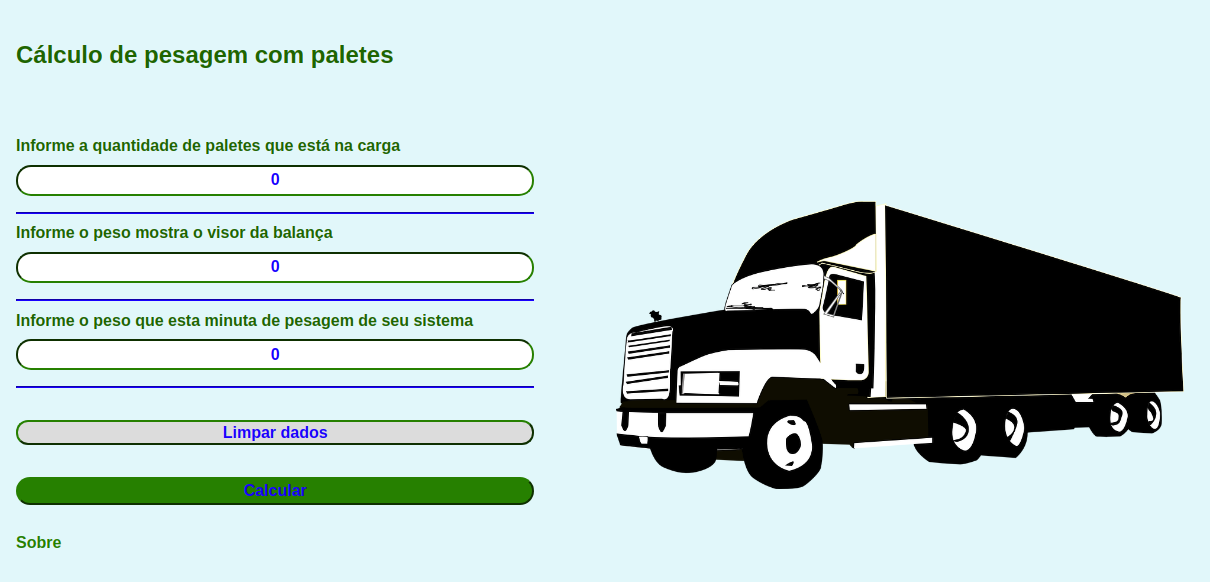 Cálculo de pesagem com paletes
Informe a quantidade de paletes que está na carga
0
Informe o peso mostra o visor da balança
0
Informe o peso que esta minuta de pesagem de seu sistema
0
Limpar dados
Calcular
Sobre